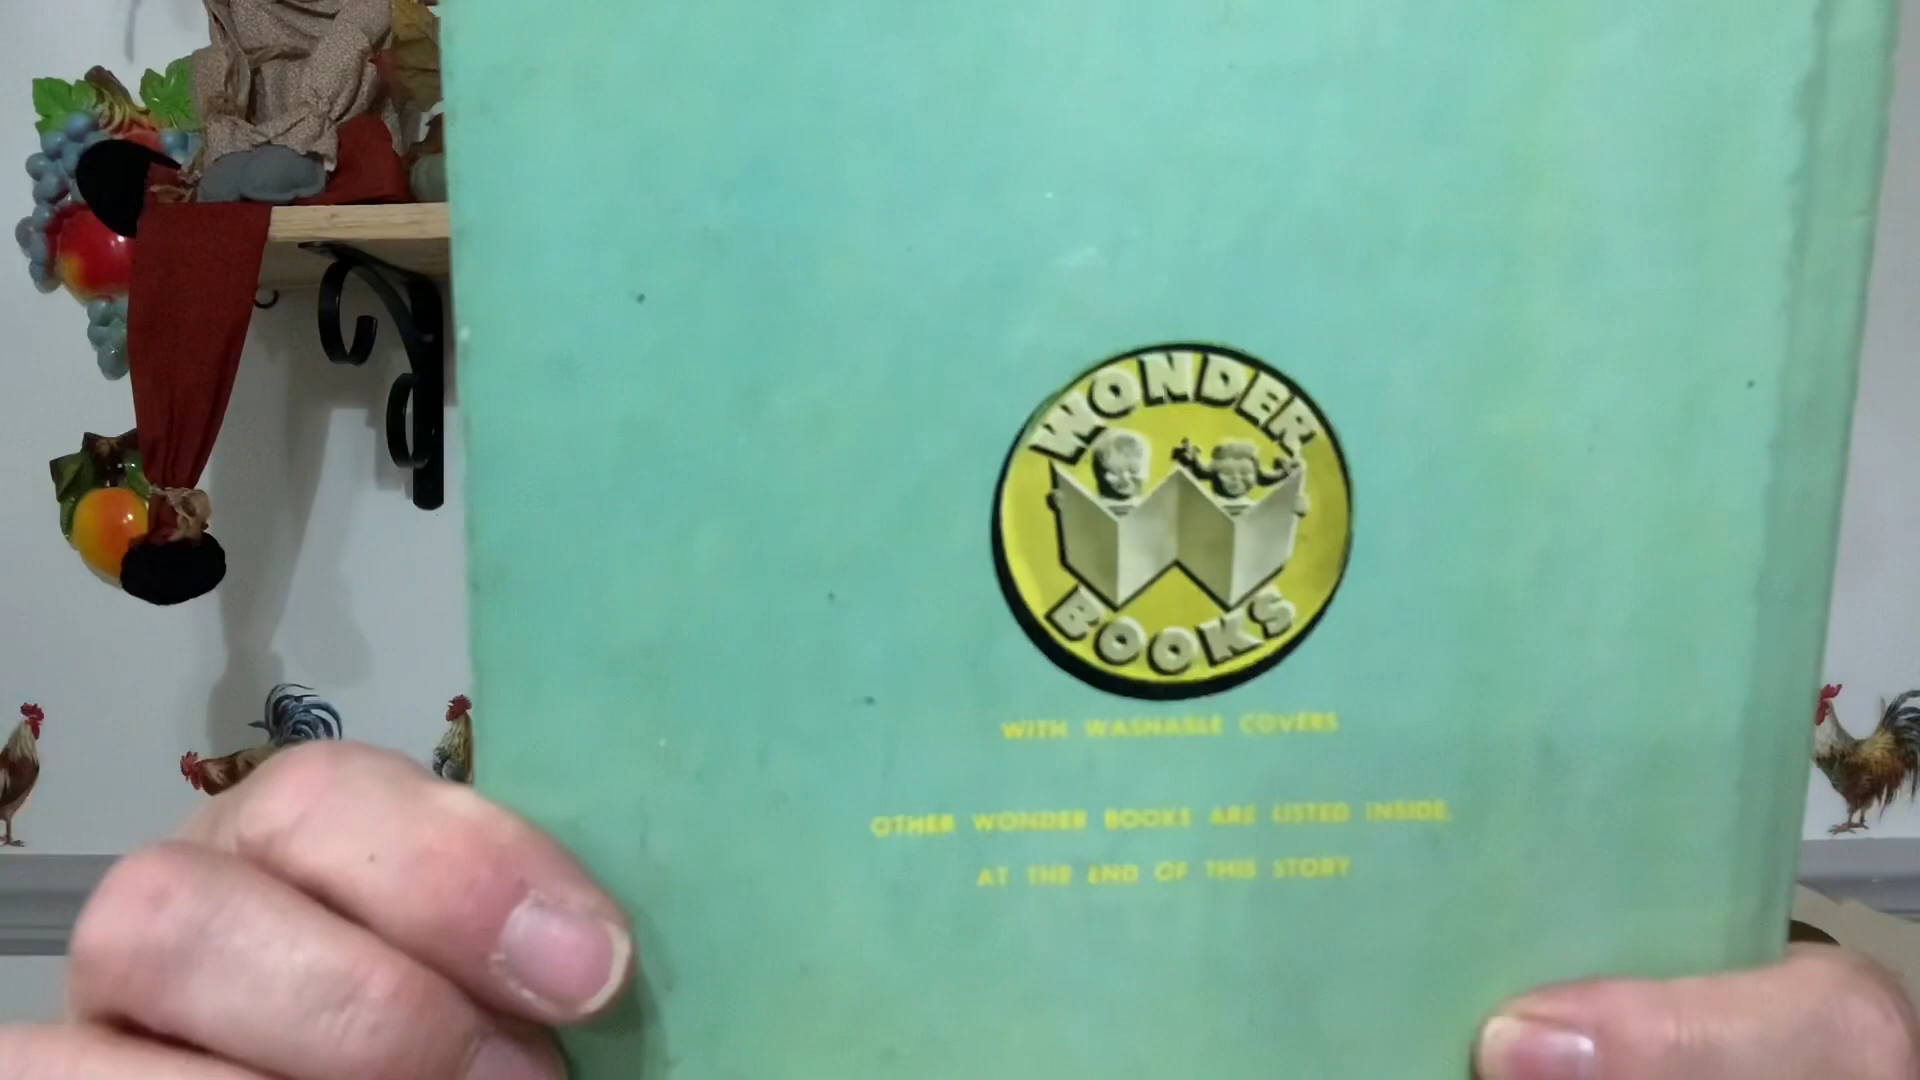 WONDER
BOOKS
WITH WASHABLE COVERS
OTHER WONDER BOOKS ARE LISTED INSIDE,
AT THE END OF THIS STORY